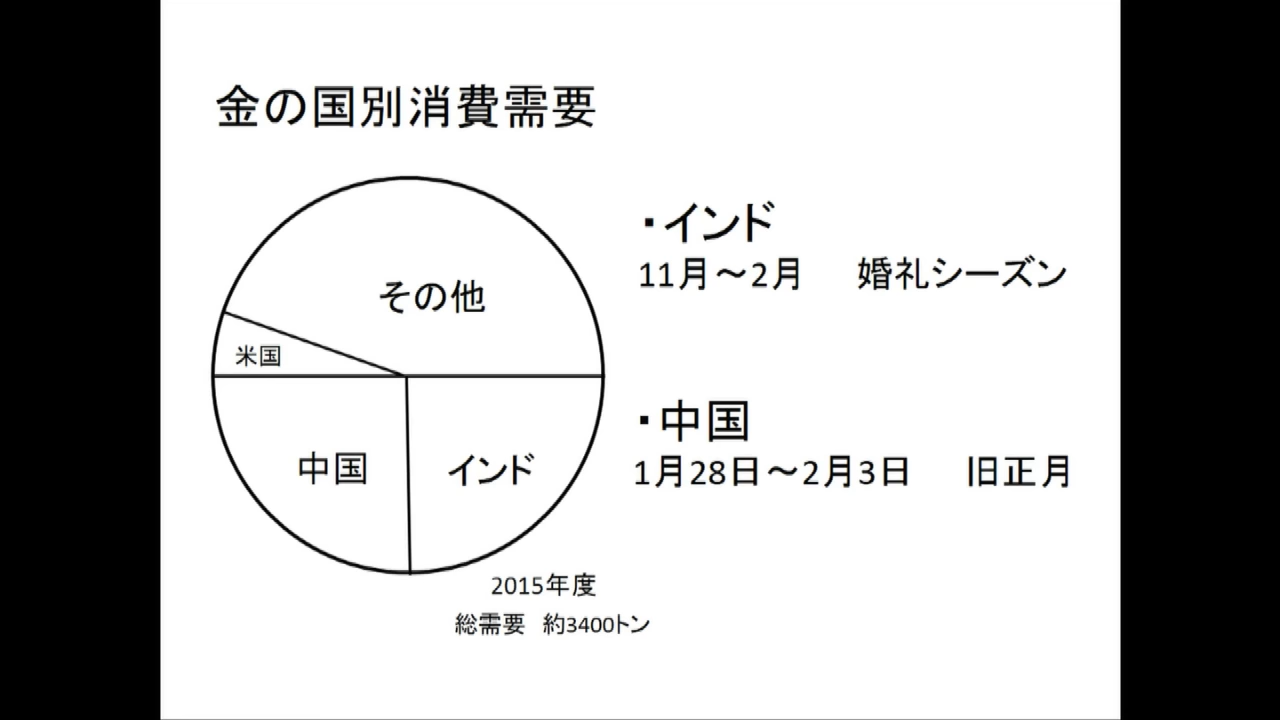 金の国別消費需要
その他
米国
中国
インド
2015年度
総需要　約3400トン
・インド
11月～2月　婚礼シーズン
・中国
1月28日～2月3日　旧正月